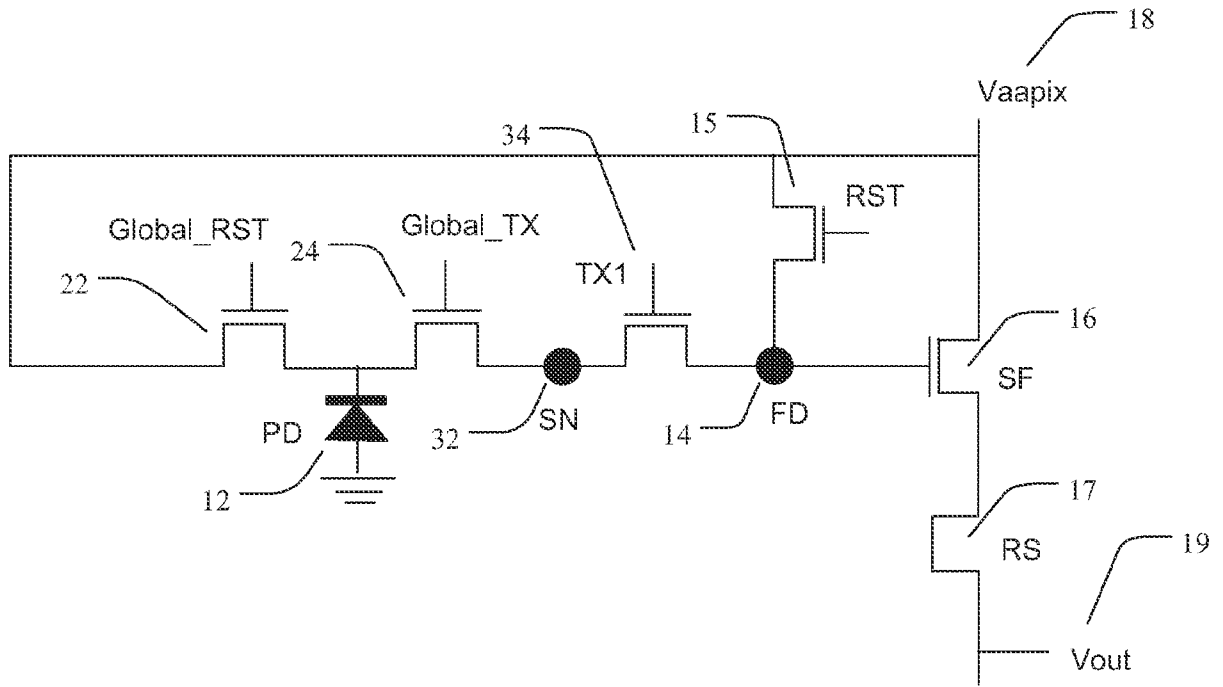 18
Vaapix
15
34
RST
Global_RST
Global_TX
24
TX1
22
16
SF
SN
FD
PD
32
14
12
17
RS
19
Vout